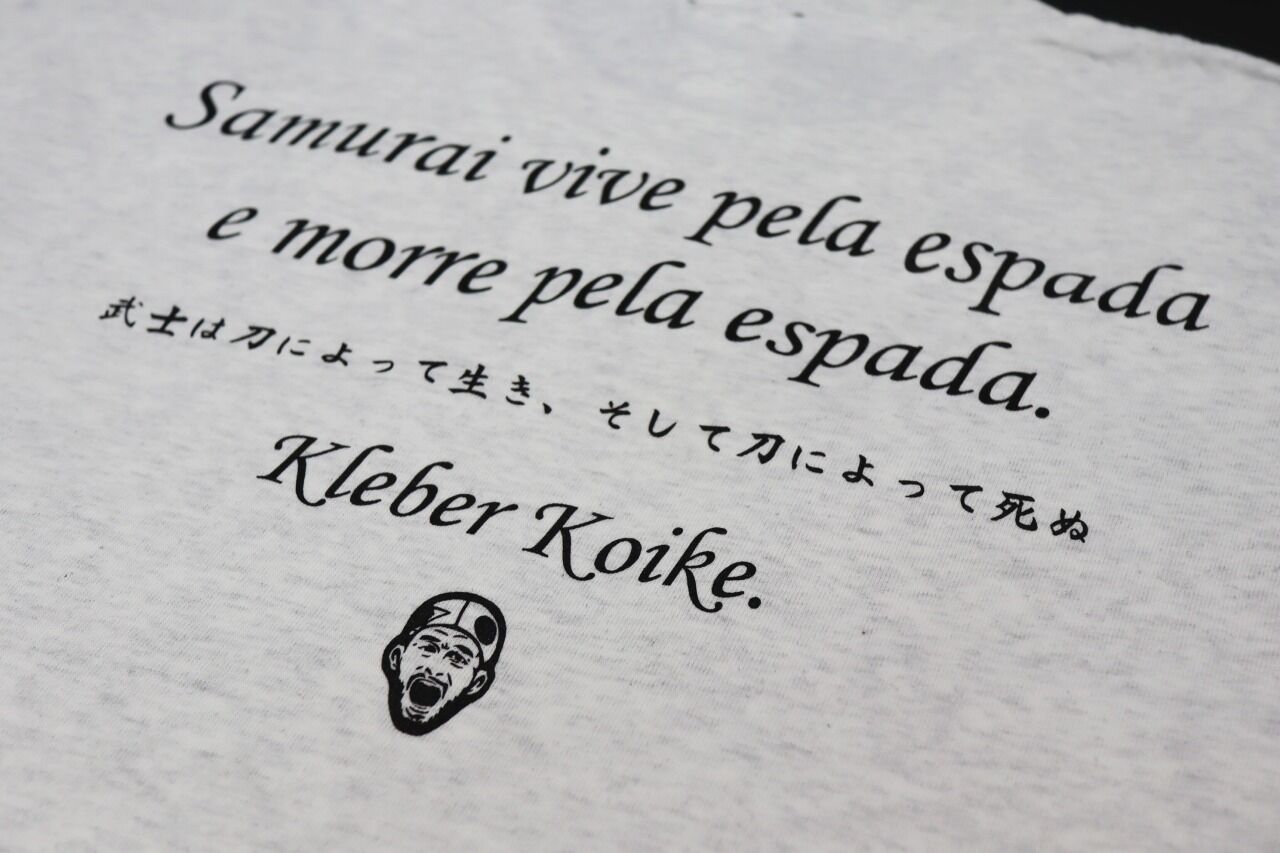 Samurai vive pela espada
e morre pela espada.
武士は刀によって生き、そして刀によって死ぬ
Kleber Koike.